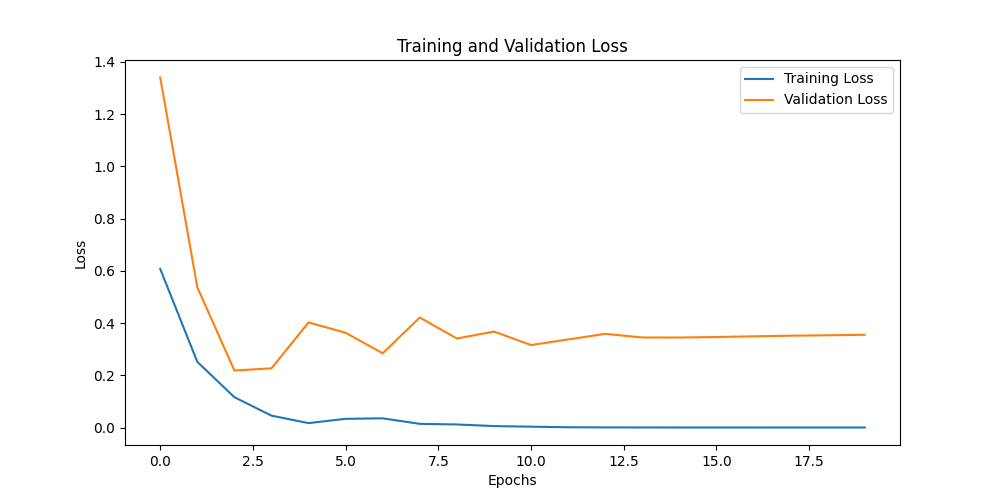 Training and Validation Loss
Training Loss
Validation Loss
1.4
1.2
1.0
0.8
0.6
0.4
0.2
0.0
Loss
0.0 2.5 5.0 7.5 10.0 12.5 15.0 17.5
Epochs